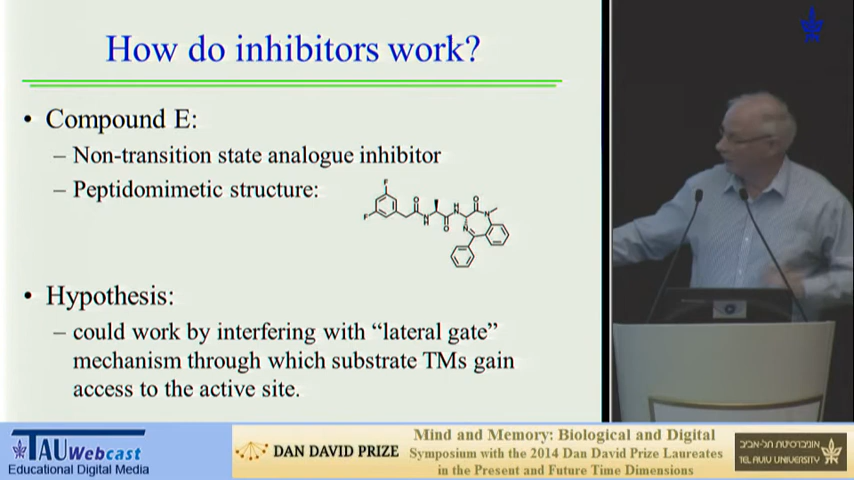 How do inhibitors work?
• Compound E:
– Non-transition state analogue inhibitor
– Peptidomimetic structure:
F
F
O
N
H
O
H
N
O
N
N
• Hypothesis:
– could work by interfering with “lateral gate”
mechanism through which substrate TMs gain
access to the active site.
TAU Webcast
Educational Digital Media
DAN DAVID PRIZE
Mind and Memory: Biological and Digital
Symposium with the 2014 Dan David Prize Laureates
in the Present and Future Time Dimensions
אוניברסיטת תל-אביב
TEL AVIV UNIVERSITY